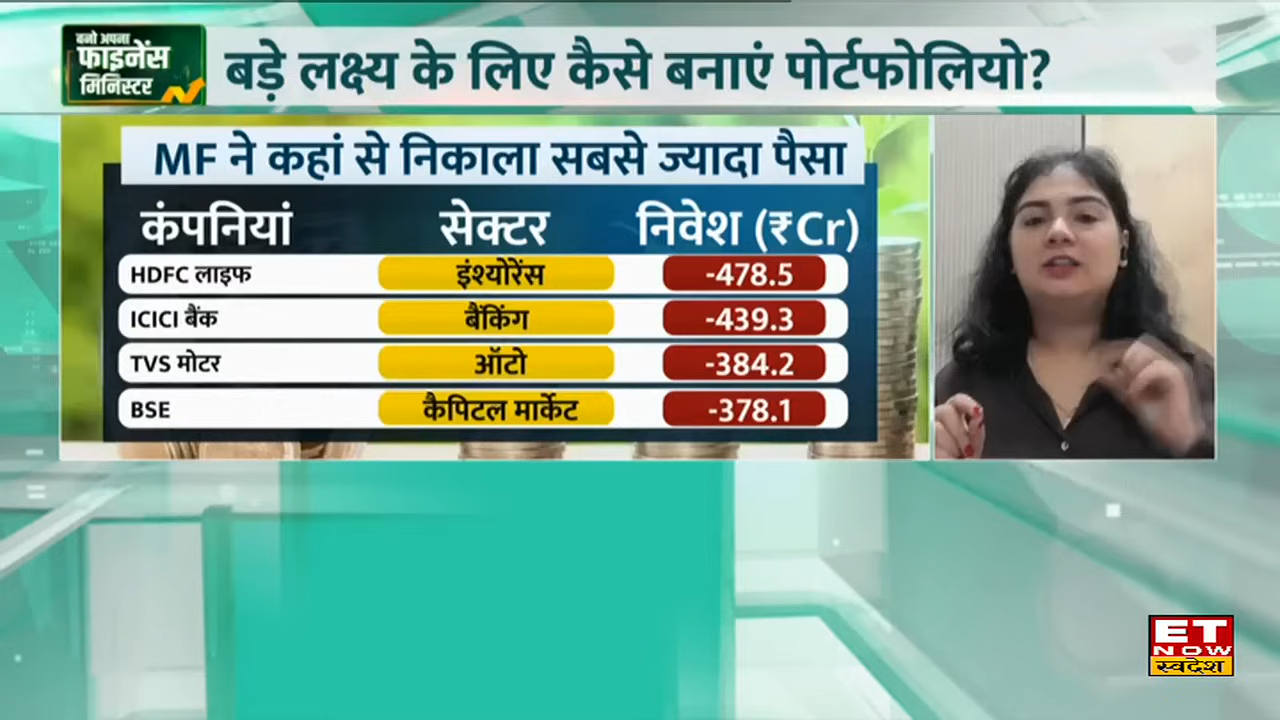 बनो अपना
फाइनेंस
मिनिस्टर
बड़े लक्ष्य के लिए कैसे बनाएं पोर्टफोलियो?
MF ने कहां से निकाला सबसे ज्यादा पैसा
कंपनियां सेक्टर निवेश (₹Cr)
HDFC लाइफ इंश्योरेंस -478.5
ICICI बैंक बैंकिंग -439.3
TVS मोटर ऑटो -384.2
BSE कैपिटल मार्केट -378.1
ET
NOW
स्वदेश